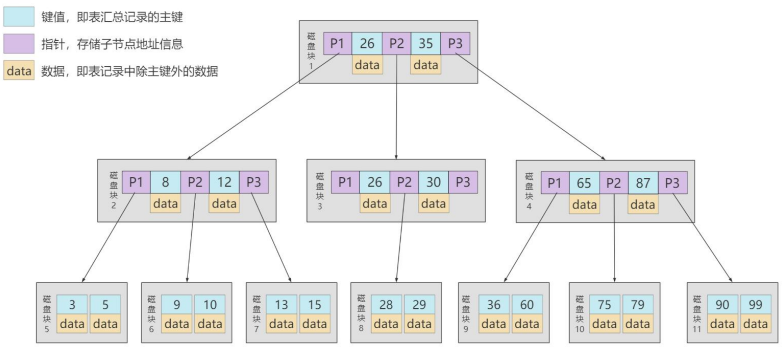 键值，即表汇总记录的主键
指针，存储子节点地址信息
data 数据，即表记录中除主键外的数据
磁盘块1 P1 26 P2 35 P3
data data
磁盘块2 P1 8 P2 12 P3
data data
磁盘块3 P1 26 P2 30 P3
data data
磁盘块4 P1 65 P2 87 P3
data data
磁盘块5 3 5
data data
磁盘块6 9 10
data data
磁盘块7 13 15
data data
磁盘块8 28 29
data data
磁盘块9 36 60
data data
磁盘块10 75 79
data data
磁盘块11 90 99
data data